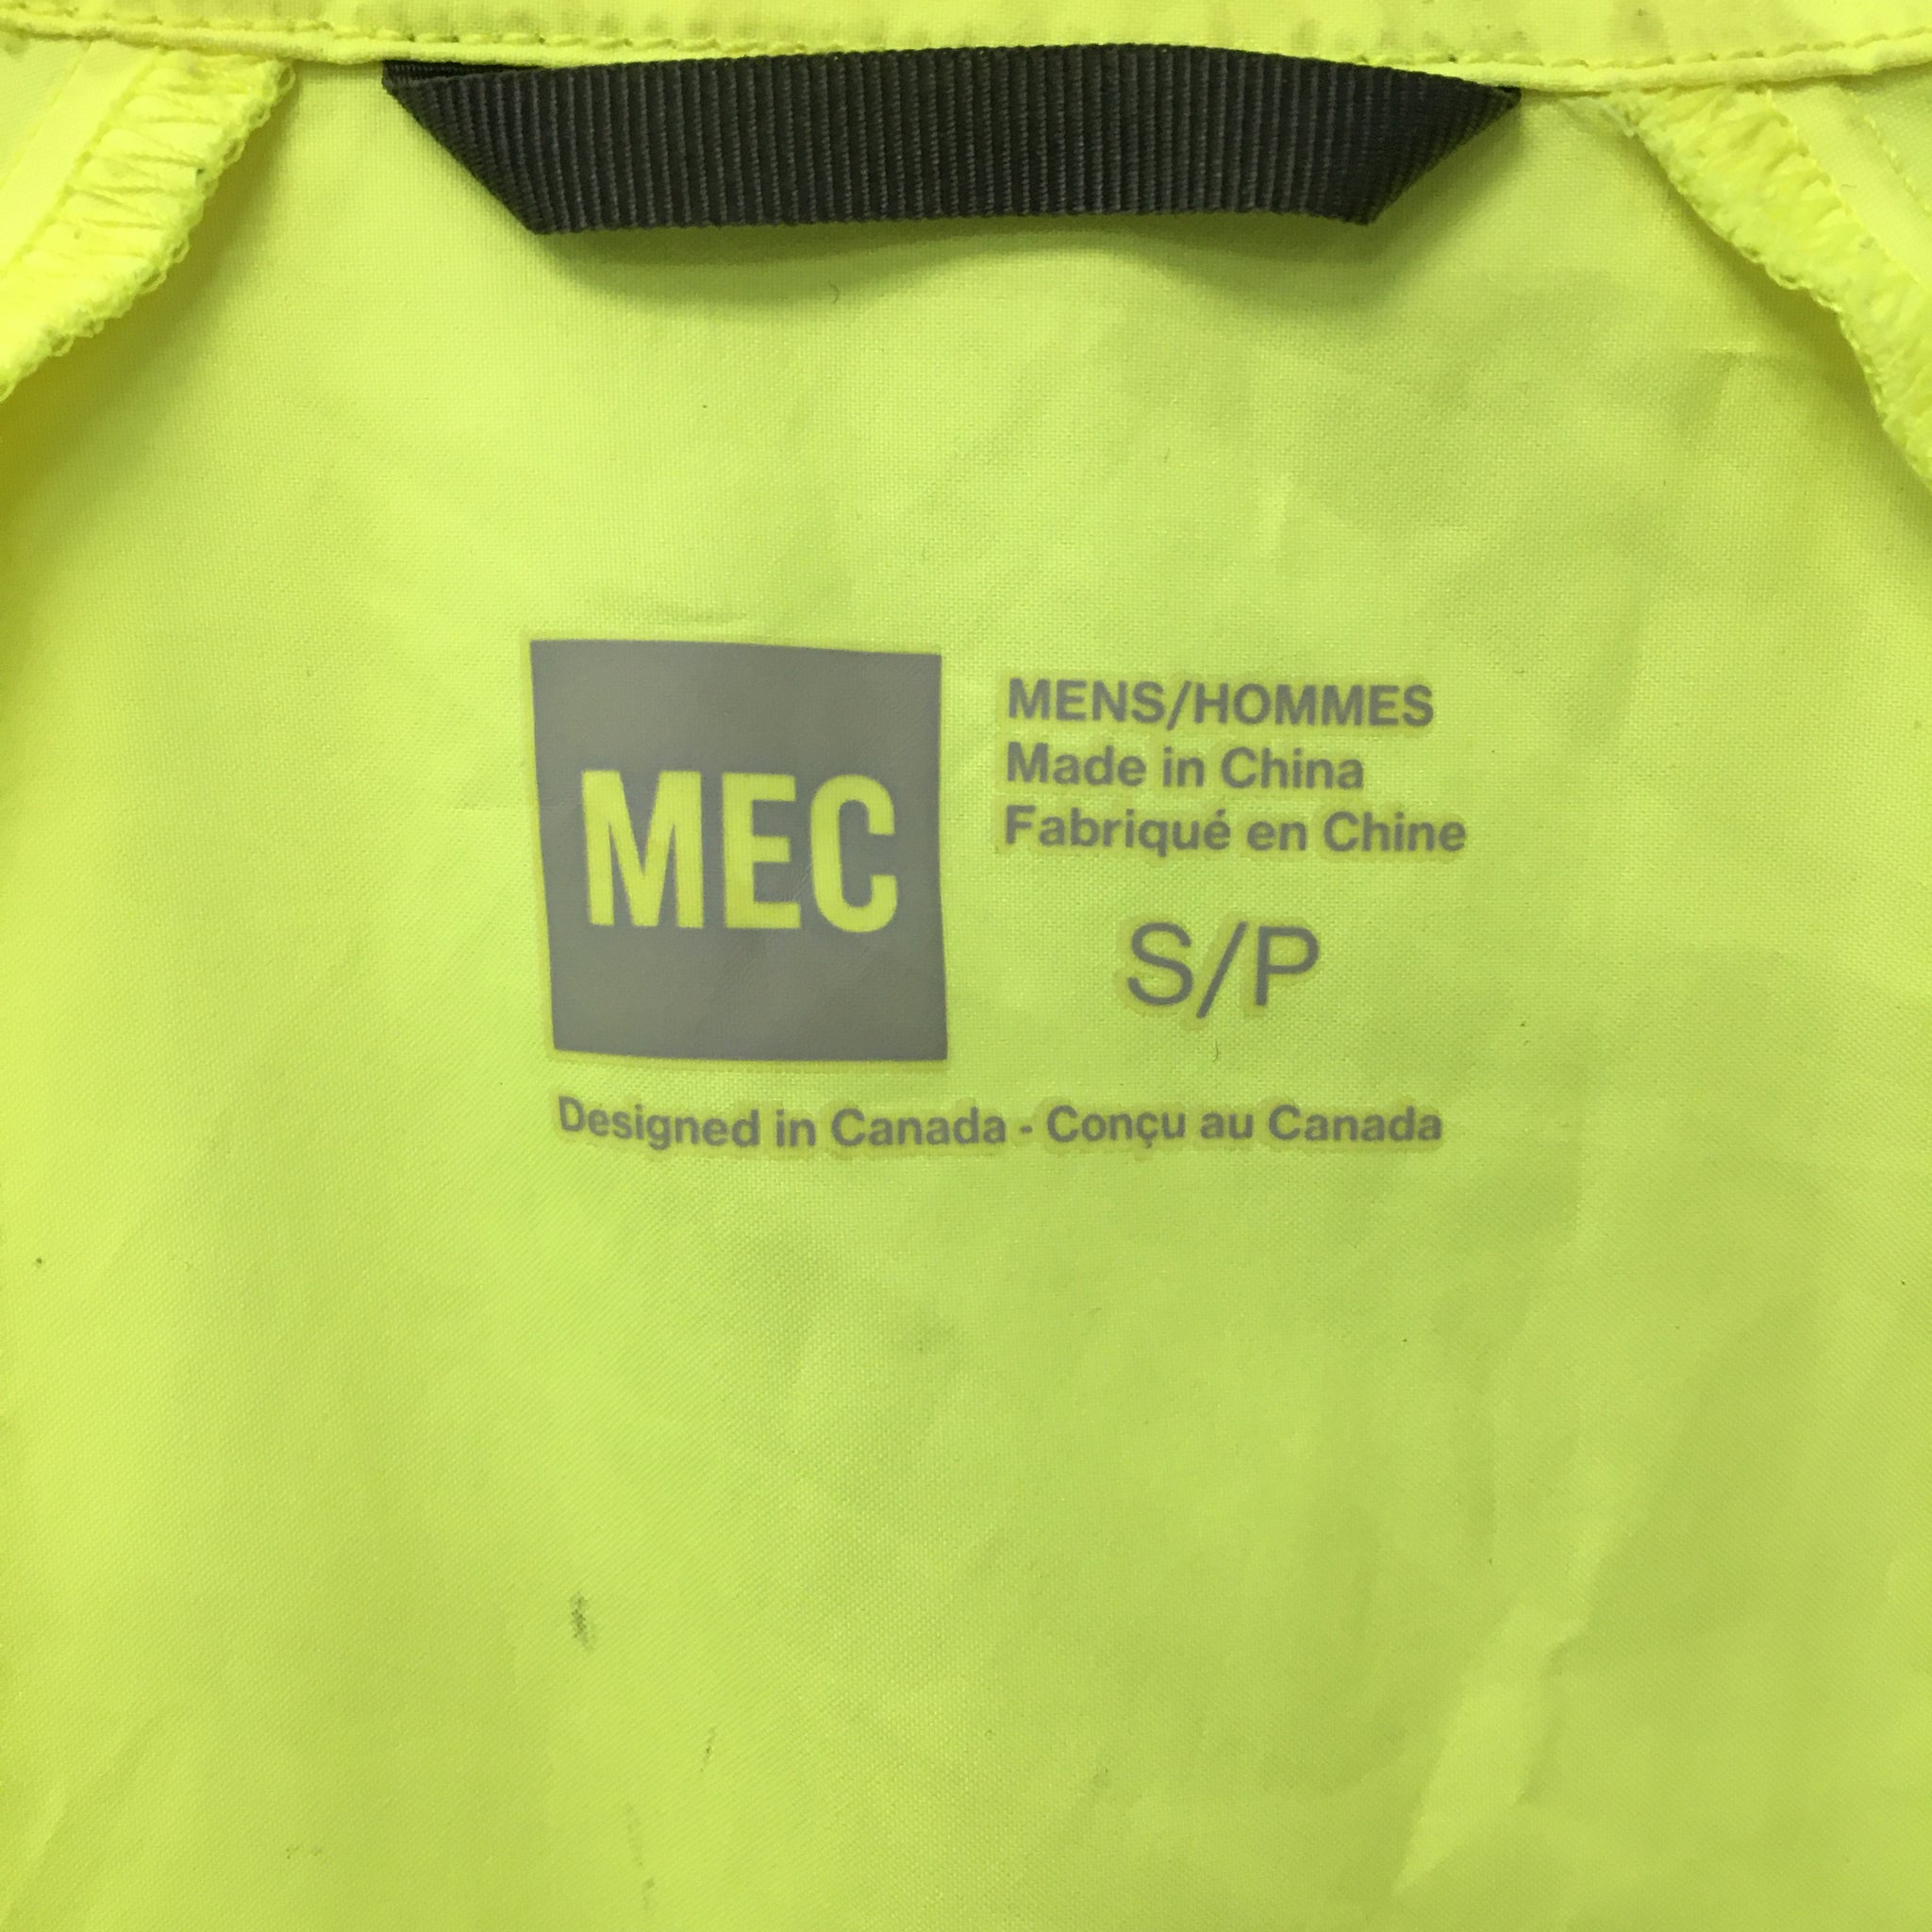 MEC
MENS/HOMMES
Made in China
Fabriqué en Chine
S/P
Designed in Canada - Conçu au Canada